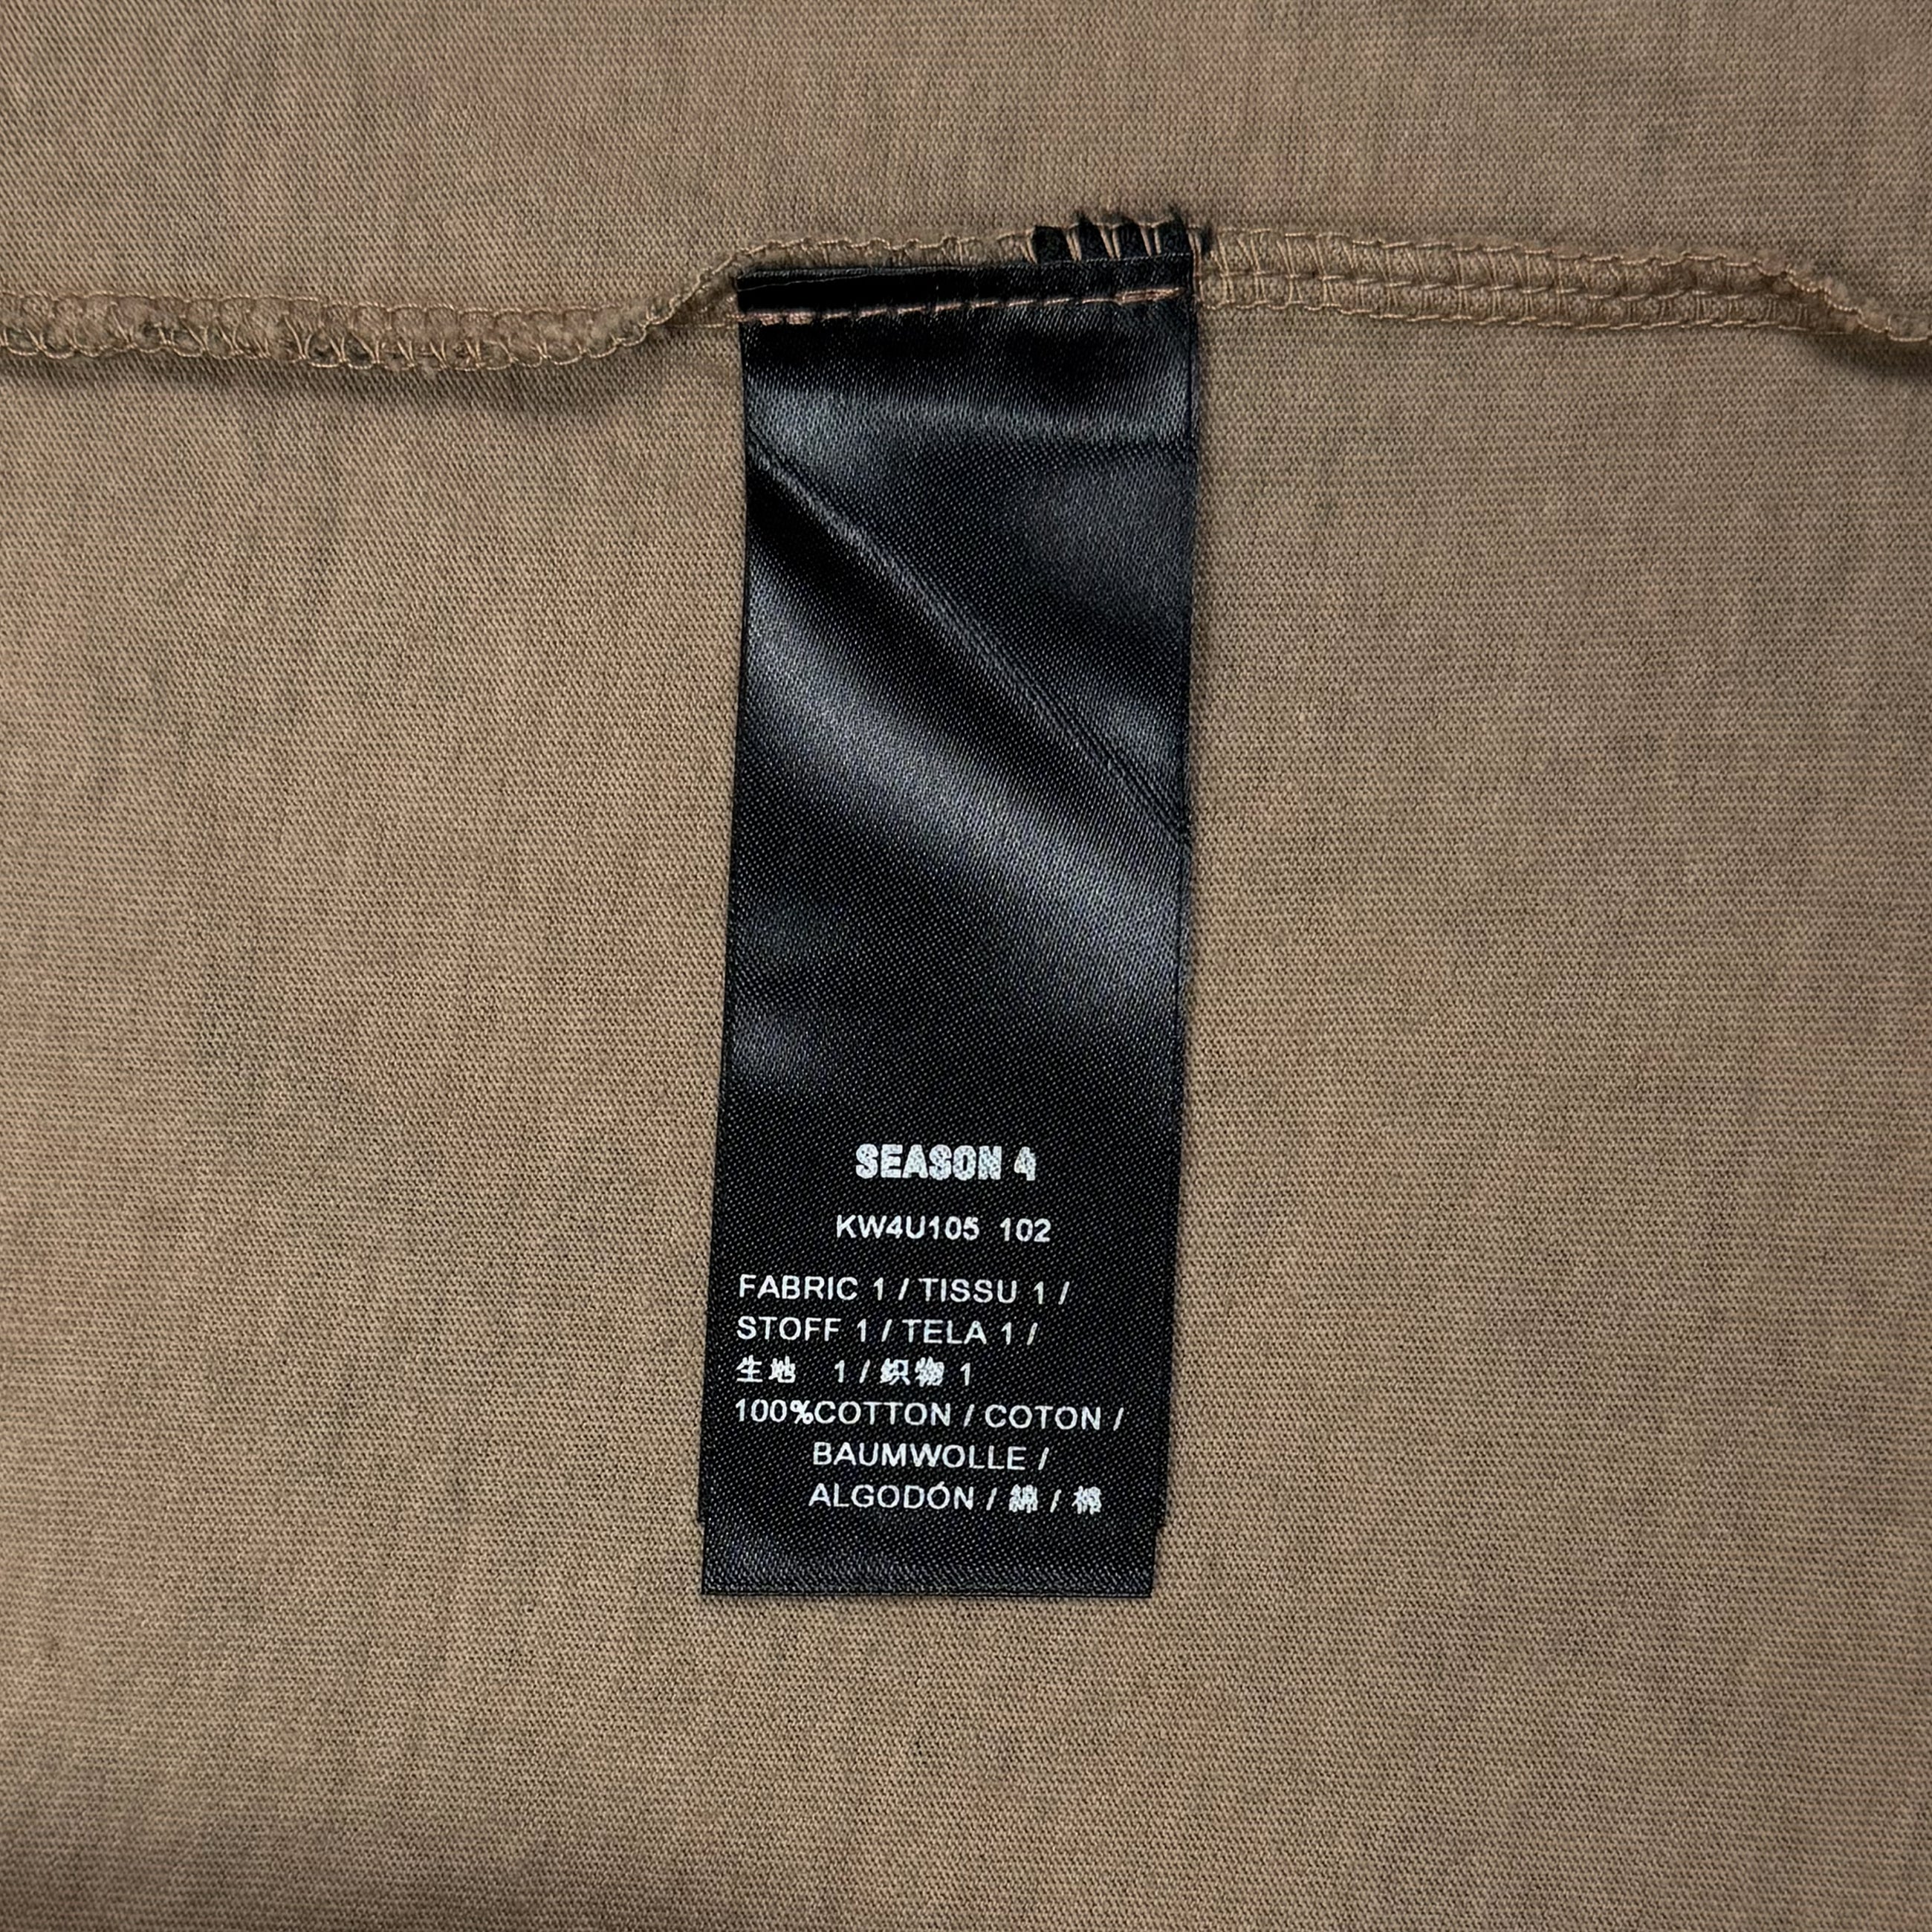 SEASON 4
KW4U105 102
FABRIC 1 / TISSU 1 /
STOFF 1 / TELA 1 /
生地 1 / 织物 1
100%COTTON / COTON /
BAUMWOLLE /
ALGODÓN / 綿 / 棉